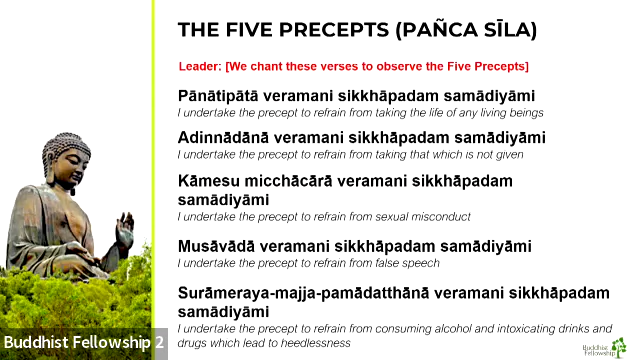 THE FIVE PRECEPTS (PAÑCA SĪLA)
Leader: [We chant these verses to observe the Five Precepts]
Pānātipātā veramani sikkhāpadam samādiyāmi
I undertake the precept to refrain from taking the life of any living beings
Adinnādānā veramani sikkhāpadam samādiyāmi
I undertake the precept to refrain from taking that which is not given
Kāmesu micchācārā veramani sikkhāpadam
samādiyāmi
I undertake the precept to refrain from sexual misconduct
Musāvādā veramani sikkhāpadam samādiyāmi
I undertake the precept to refrain from false speech
Surāmeraya-majja-pamādatthānā veramani sikkhāpadam
samādiyāmi
I undertake the precept to refrain from consuming alcohol and intoxicating drinks and
drugs which lead to heedlessness
Buddhist Fellowship 2
Buddhist
Fellowship